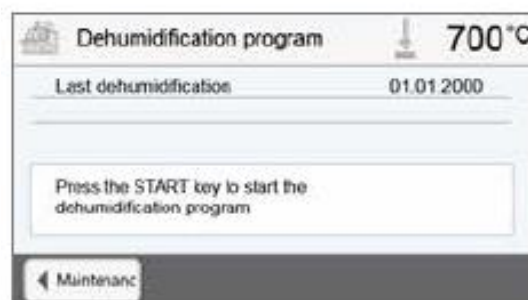 Dehumidification program 700°C
Last dehumidification 01.01.2000
Press the START key to start the
dehumidification program
Maintenanc